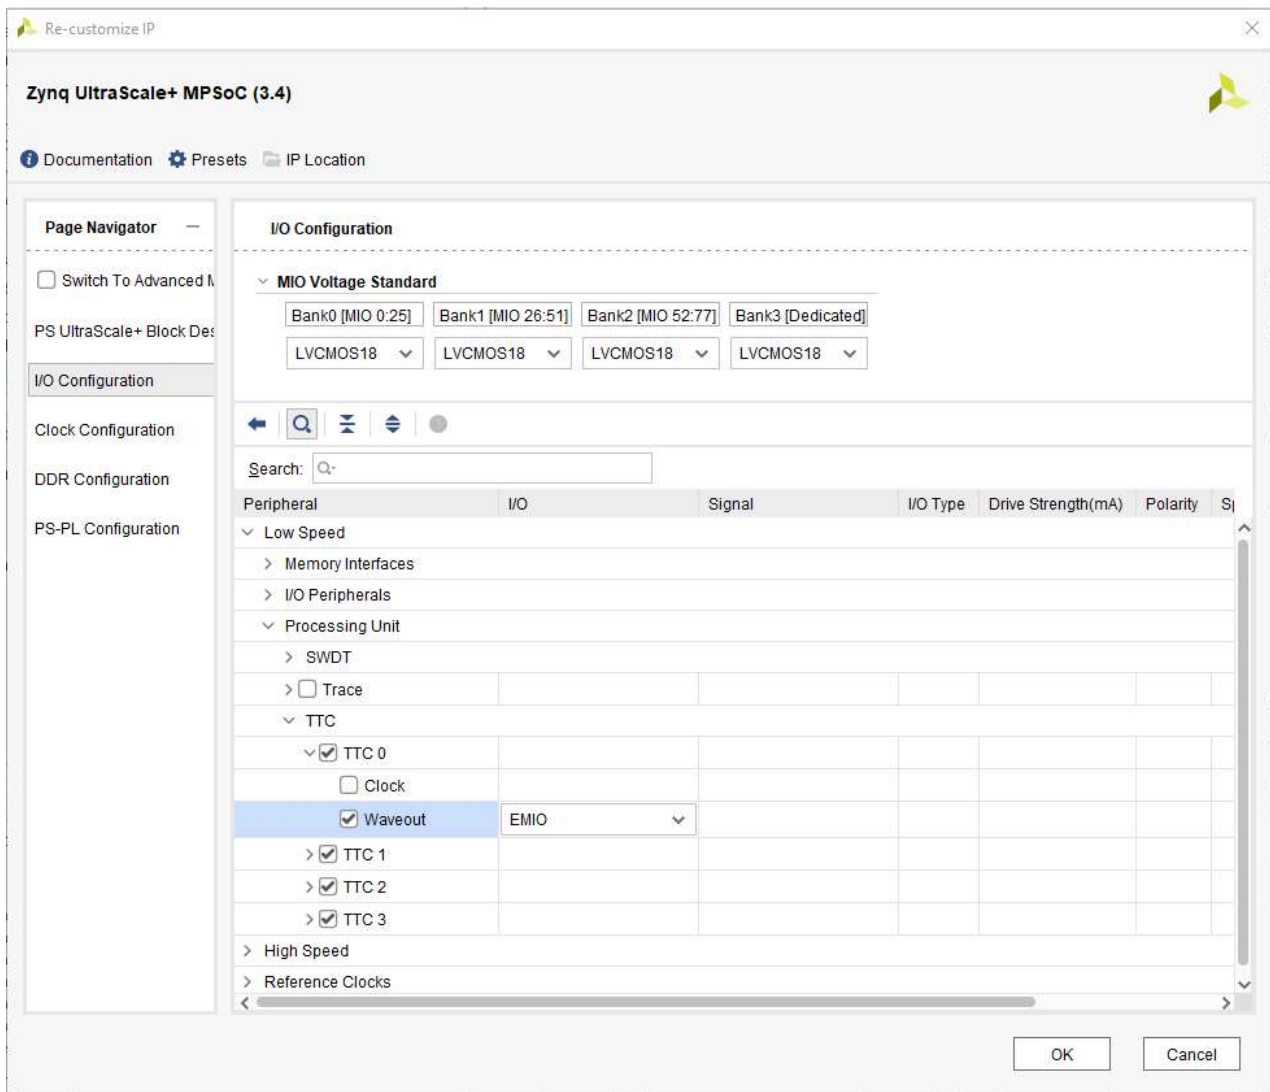 Re-customize IP
Zynq UltraScale+ MPSoC (3.4)
Documentation Presets IP Location
Page Navigator
Switch To Advanced M
PS UltraScale+ Block Des
I/O Configuration
Clock Configuration
DDR Configuration
PS-PL Configuration
I/O Configuration
MIO Voltage Standard
Bank0 [MIO 0:25] Bank1 [MIO 26:51] Bank2 [MIO 52:77] Bank3 [Dedicated]
LVCMOS18 LVCMOS18 LVCMOS18 LVCMOS18
Search:
Peripheral I/O Signal I/O Type Drive Strength(mA) Polarity Sp
Low Speed
Memory Interfaces
I/O Peripherals
Processing Unit
SWDT
Trace
TTC
TTC 0
Clock
Waveout EMIO
TTC 1
TTC 2
TTC 3
High Speed
Reference Clocks
OK Cancel